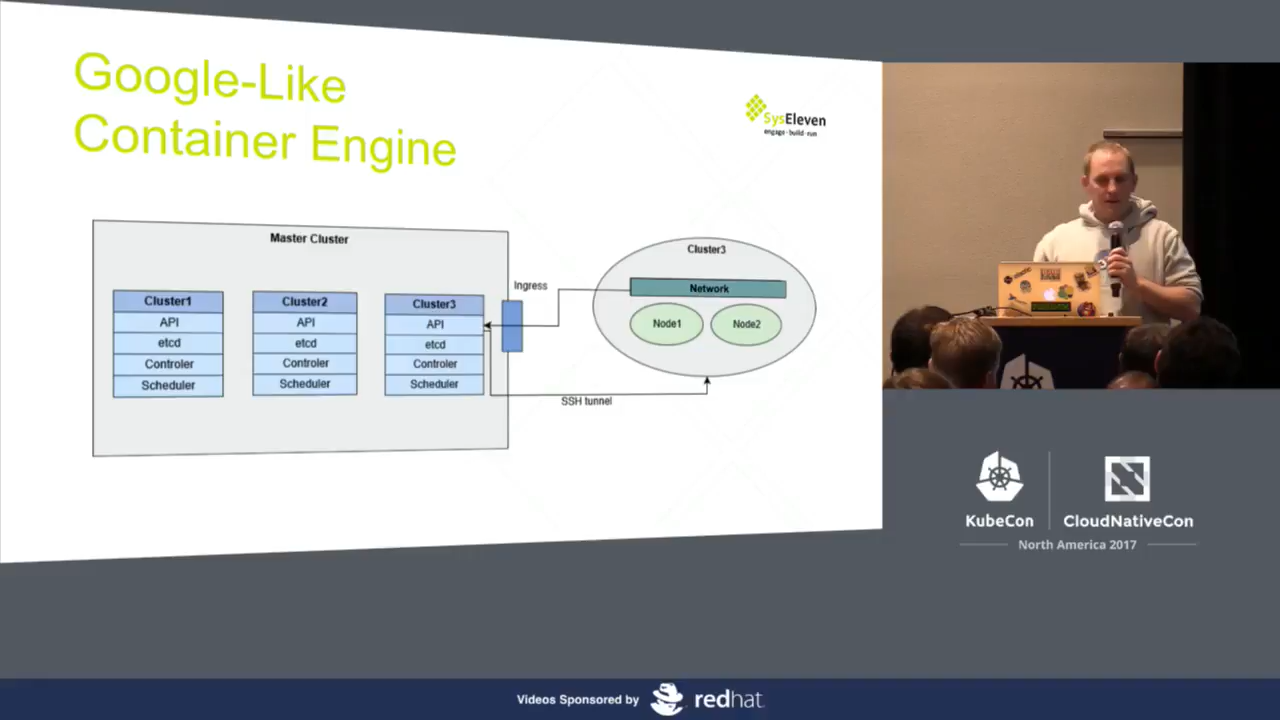 Google-Like
Container Engine
SysEleven
engage·build·run
Master Cluster
Cluster1
API
etcd
Controler
Scheduler
Cluster2
API
etcd
Controler
Scheduler
Cluster3
API
etcd
Controler
Scheduler
Ingress
SSH tunnel
Cluster3
Network
Node1
Node2
KubeCon
CloudNativeCon
North America 2017
Videos Sponsored by
redhat